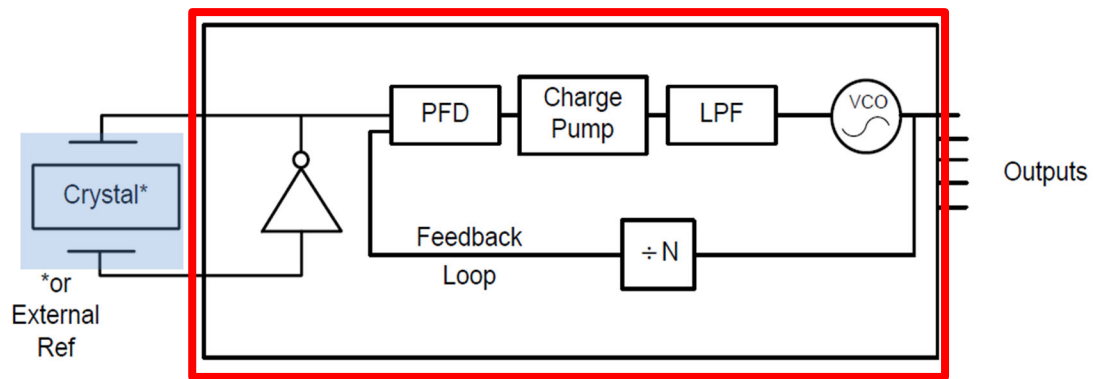 Crystal*
*or
External
Ref
PFD
Charge
Pump
LPF
VCO
Feedback
Loop
÷N
Outputs